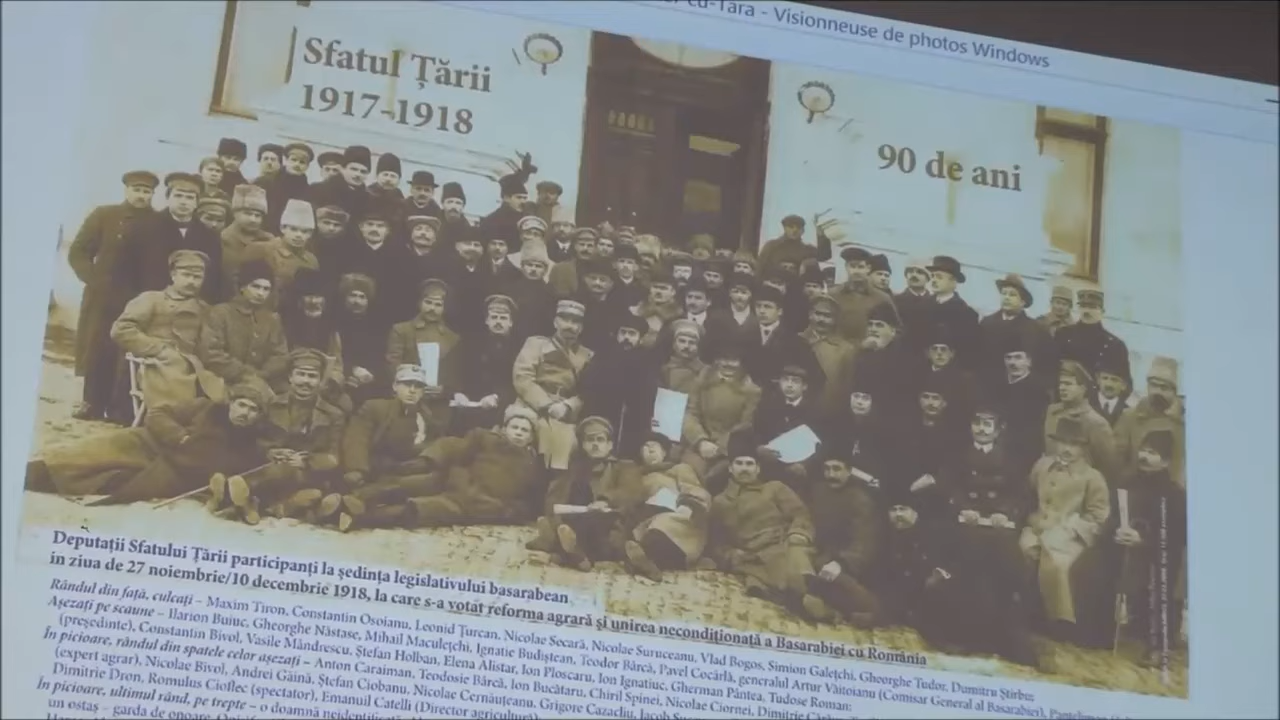 cu-Tara - Visionneuse de photos Windows
Sfatul Țării
1917-1918
90 de ani
Deputații Sfatului Țării participanți la ședința legislativului basarabean
în ziua de 27 noiembrie/10 decembrie 1918, la care s-a votat reforma agrară și unirea necondiționată a Basarabiei cu România
Rândul din față, culcați – Maxim Tiron, Constantin Osoianu, Leonid Țurcan, Nicolae Secară, Nicolae Suruceanu, Vlad Bogos, Simion Galețchi, Gheorghe Tudor, Dumitru Știrbu;
Așezați pe scaune – Ilarion Buiuc, Gheorghe Năstase, Mihail Maculețchi, Ignatie Budiștean, Teodor Bârcă, Pavel Cocârlă, generalul Artur Văitoianu (Comisar General al Basarabiei),
(președinte), Constantin Bivol, Vasile Mândrescu, Ștefan Holban, Elena Alistar, Ion Ploscaru, Ion Ignatiuc, Gherman Pântea, Tudose Roman;
În picioare, rândul din spatele celor așezați – Anton Caraiman, Teodosie Bârcă, Ion Bucătaru, Chiril Spinei, Nicolae Ciornei, Dimitrie
(expert agrar), Nicolae Bivol, Andrei Găină, Ștefan Ciobanu, Nicolae Cernăuțeanu, Grigore Cazacliu, Iacob
Dimitrie Dron, Romulus Cioflec (spectator), Emanuil Catelli (Director agricultură)
În picioare, ultimul rând, pe trepte – o doamnă neidentificată
un ostaș – garda de onoare